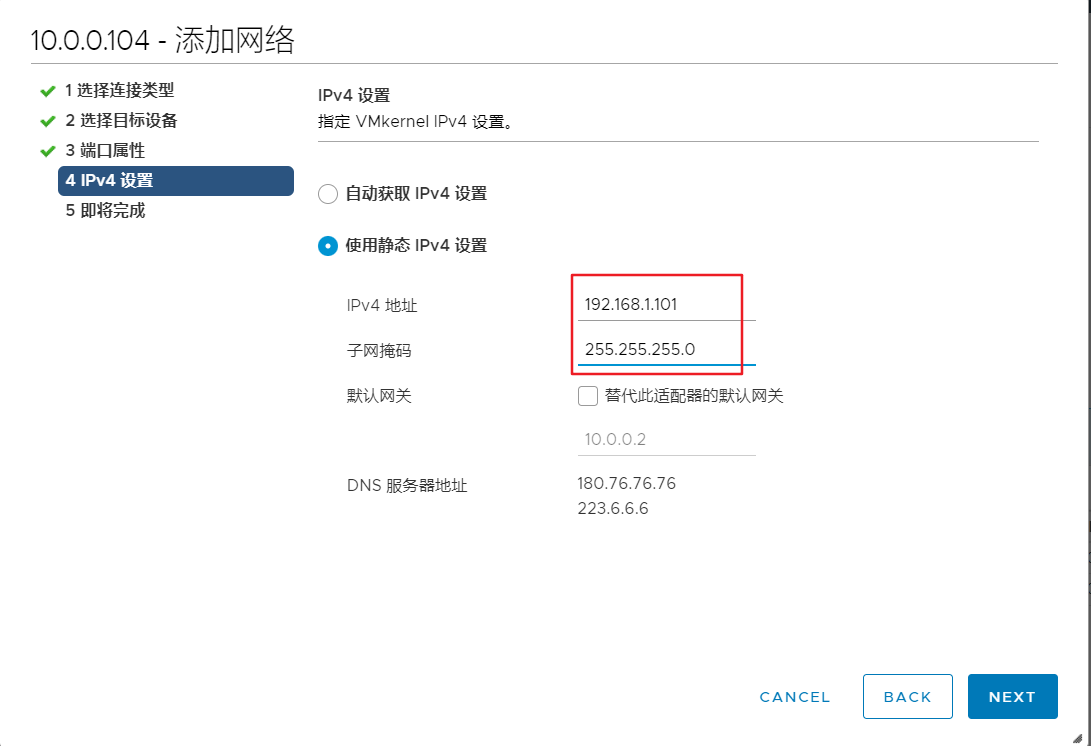 10.0.0.104 - 添加网络
1 选择连接类型
2 选择目标设备
3 端口属性
4 IPv4 设置
5 即将完成
IPv4 设置
指定 VMkernel IPv4 设置。
自动获取 IPv4 设置
使用静态 IPv4 设置
IPv4 地址 192.168.1.101
子网掩码 255.255.255.0
默认网关 替代此适配器的默认网关
10.0.0.2
DNS 服务器地址 180.76.76.76
223.6.6.6
CANCEL BACK NEXT